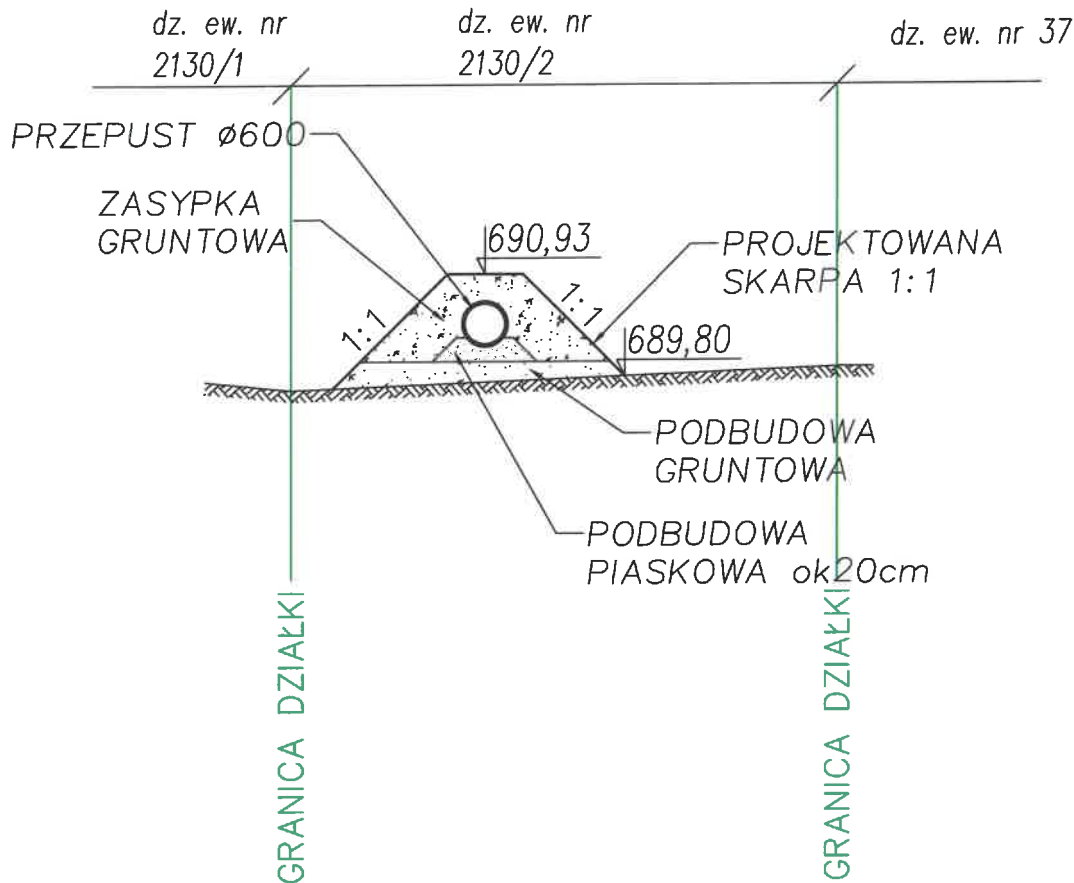 dz. ew. nr
2130/1
dz. ew. nr
2130/2
dz. ew. nr 37
PRZEPUST ø600
ZASYPKA
GRUNTOWA
690,93
PROJEKTOWANA
SKARPA 1:1
1:1
1:1
689,80
PODBUDOWA
GRUNTOWA
PODBUDOWA
PIASKOWA ok20cm
GRANICA DZIAŁKI
GRANICA DZIAŁKI